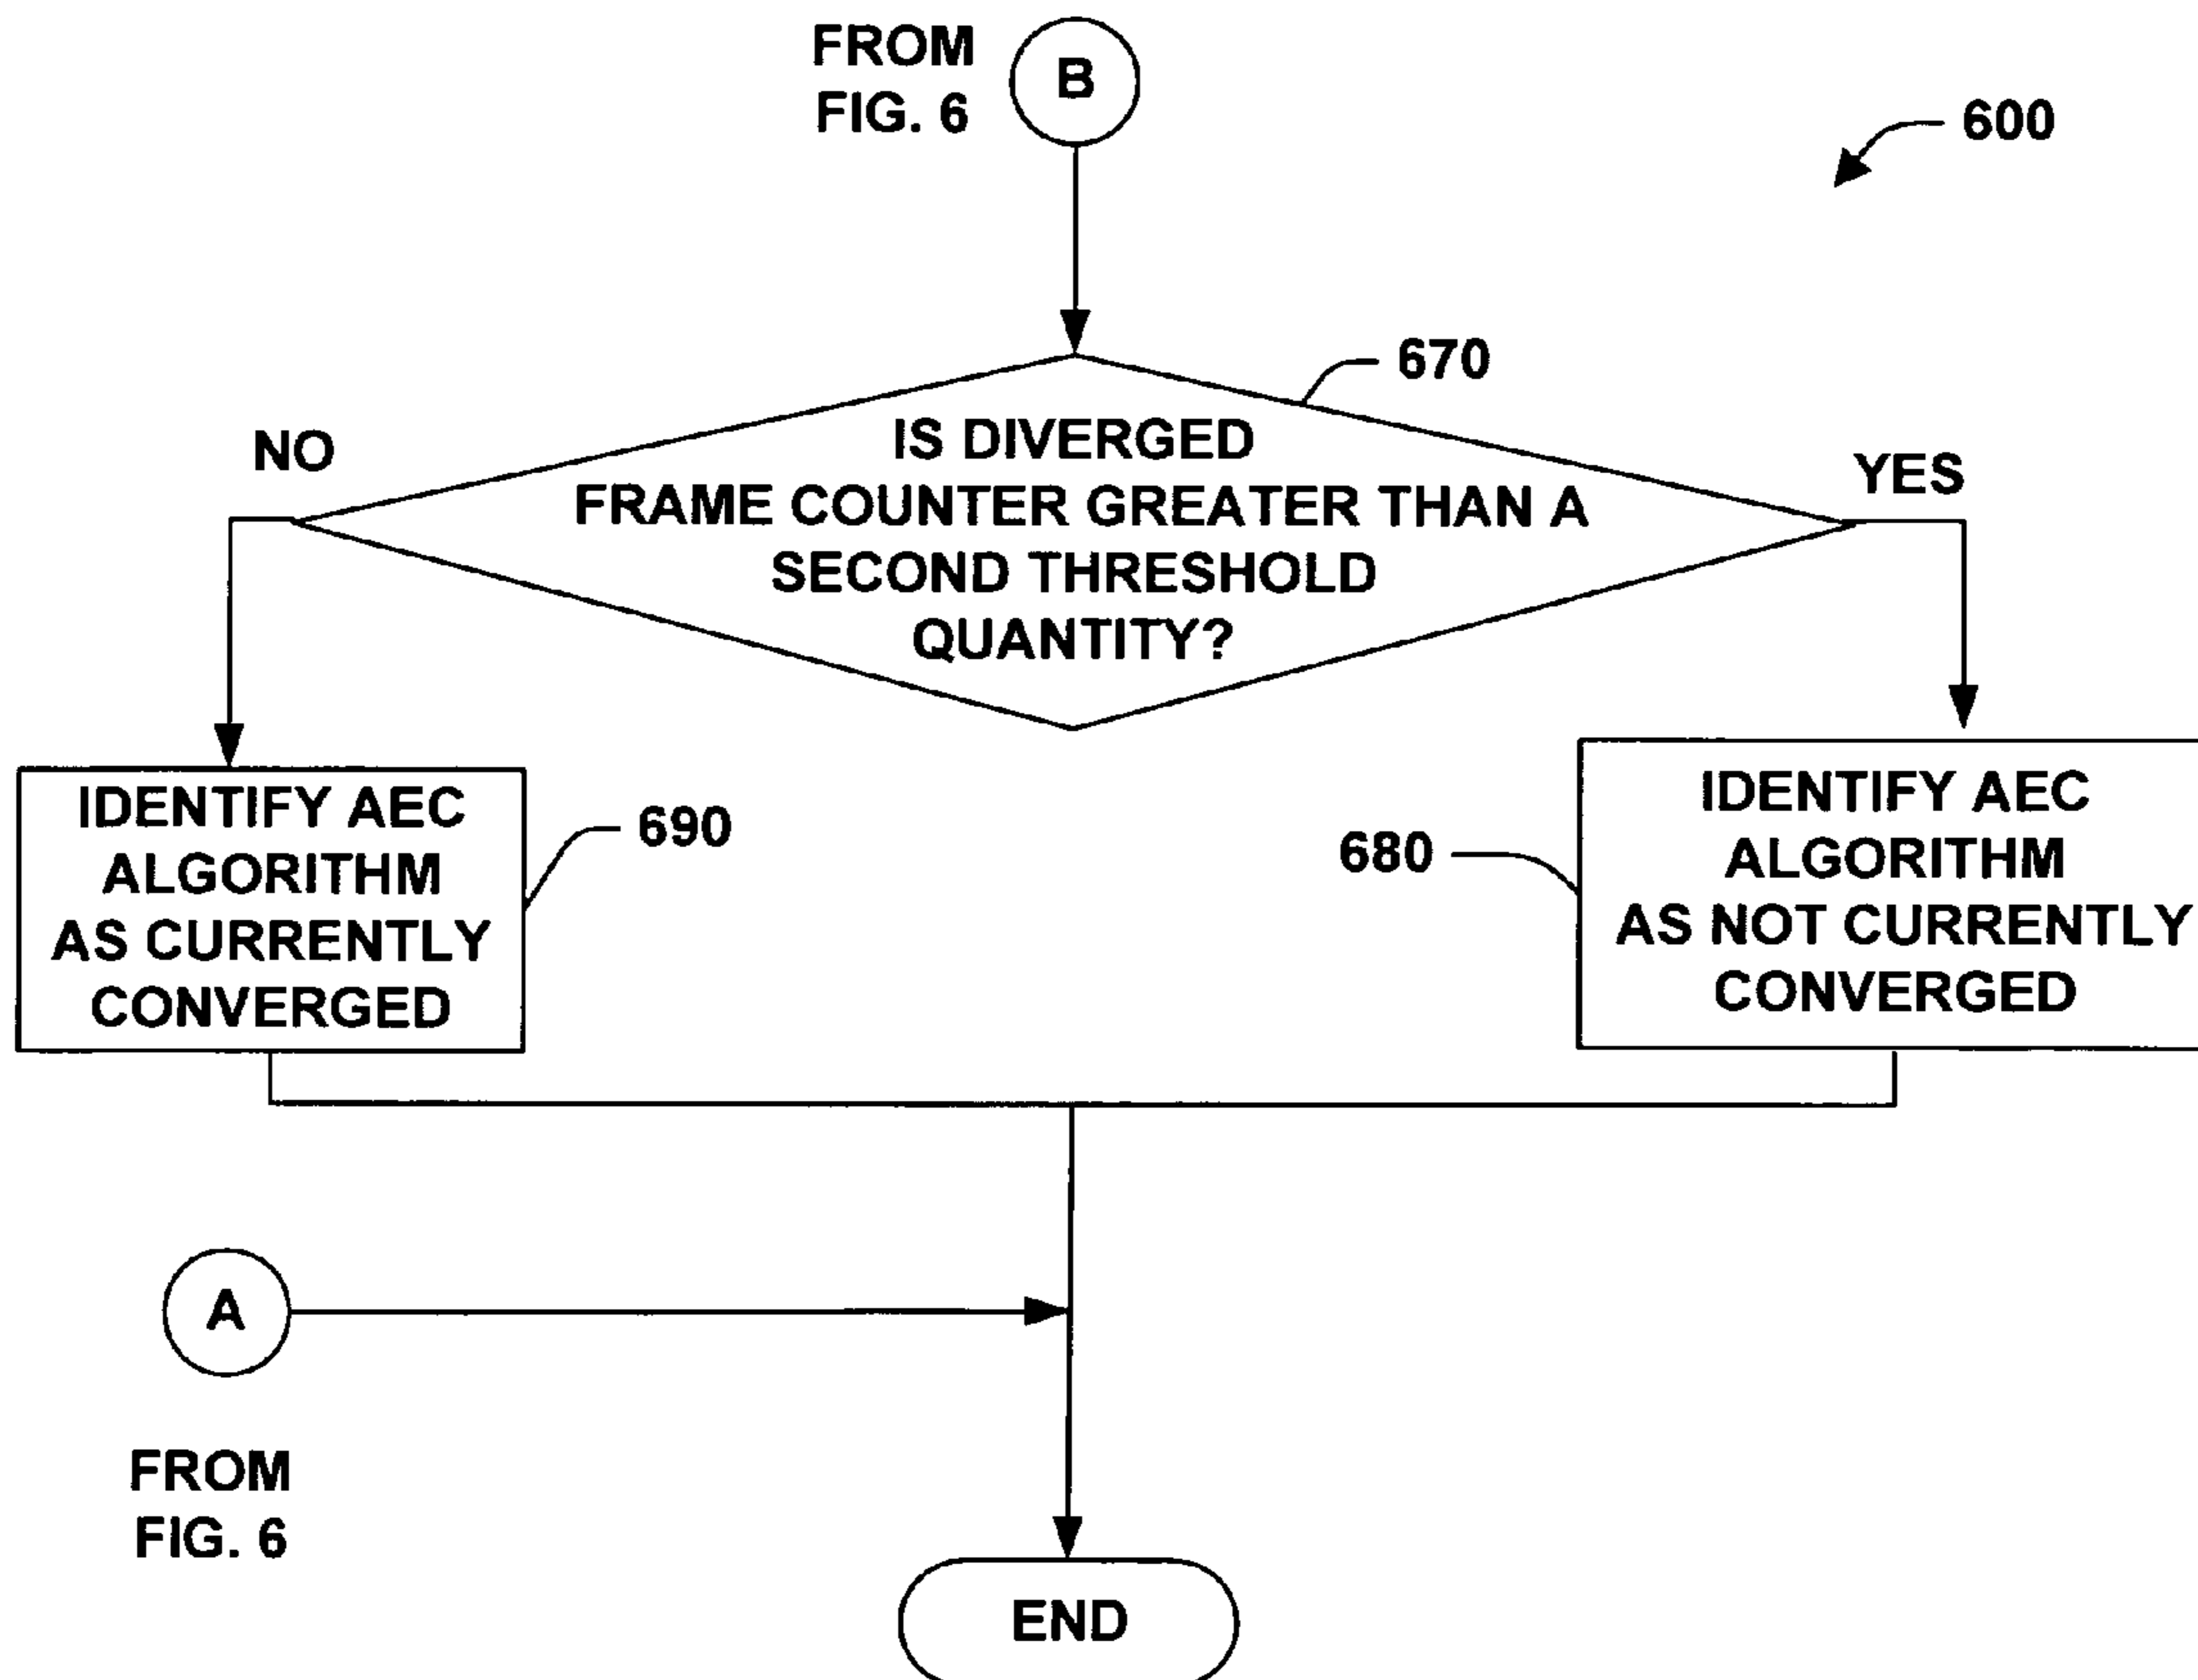 FROM
FIG. 6
B
600
670
IS DIVERGED
FRAME COUNTER GREATER THAN A
SECOND THRESHOLD
QUANTITY?
NO
YES
IDENTIFY AEC
ALGORITHM
AS CURRENTLY
CONVERGED
690
680
IDENTIFY AEC
ALGORITHM
AS NOT CURRENTLY
CONVERGED
A
FROM
FIG. 6
END